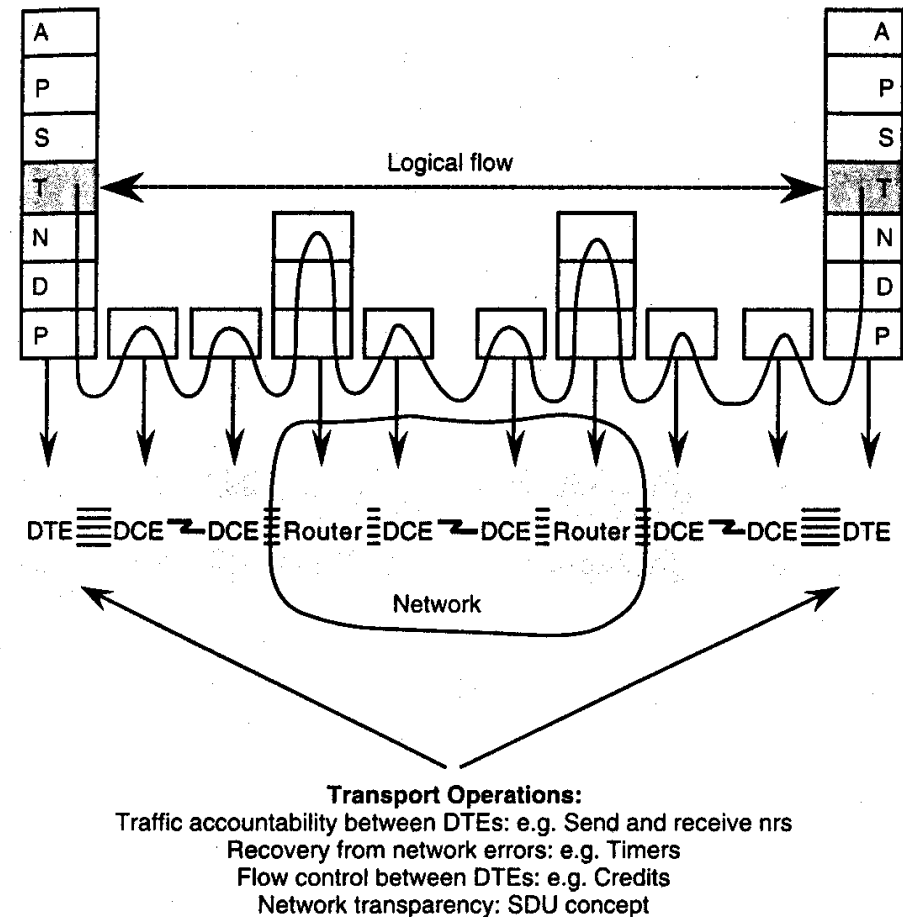 A A
P P
S S
Logical flow
T T
N N
D D
P P
DTE DCE DCE Router DCE DCE Router DCE DCE DTE
Network
Transport Operations:
Traffic accountability between DTEs: e.g. Send and receive nrs
Recovery from network errors: e.g. Timers
Flow control between DTEs: e.g. Credits
Network transparency: SDU concept